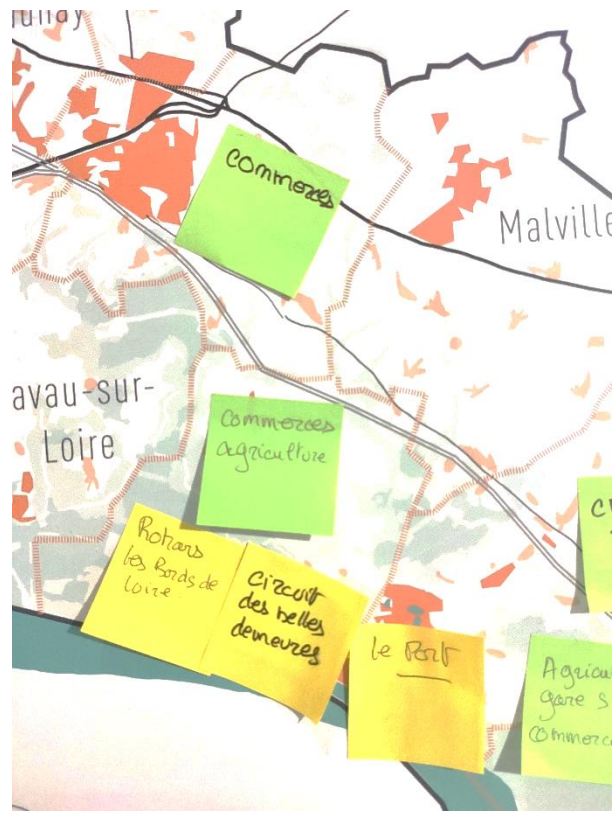 Malville
commerces
avau-sur-
Loire
commerces
agriculture
Rohars
les Bords de
Loire
circuit
des belles
demeures
le Port
Agricu
gare S
commerc